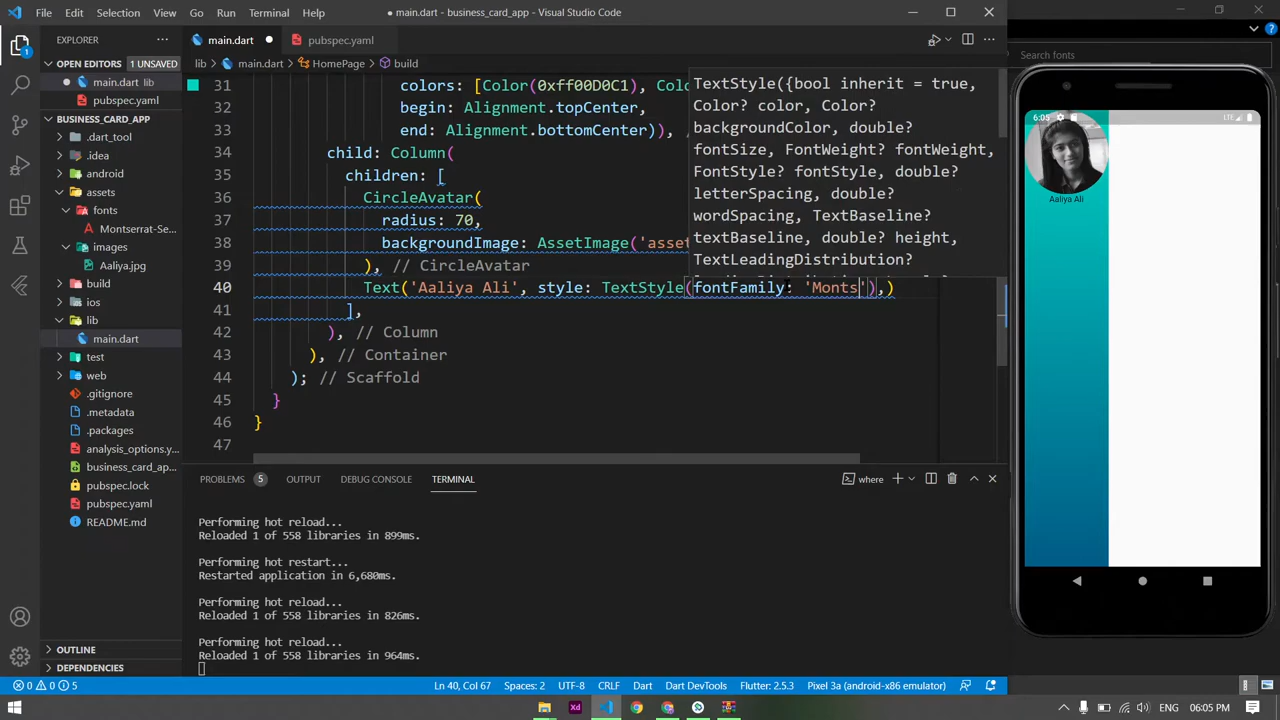 File Edit Selection View Go Run Terminal Help
● main.dart - business_card_app - Visual Studio Code
EXPLORER
main.dart
pubspec.yaml
OPEN EDITORS 1 UNSAVED
main.dart lib
pubspec.yaml
BUSINESS_CARD_APP
.dart_tool
.idea
android
assets
fonts
Montserrat-Se...
images
Aaliya.jpg
build
ios
lib
main.dart
test
web
.gitignore
.metadata
.packages
analysis_options.y...
business_card_ap...
pubspec.lock
pubspec.yaml
README.md
OUTLINE
DEPENDENCIES
lib > main.dart > HomePage > build
31 colors: [Color(0xff00D0C1), Co
32 begin: Alignment.topCenter,
33 end: Alignment.bottomCenter)), /
34 child: Column(
35 children: [
36 CircleAvatar(
37 radius: 70,
38 backgroundImage: AssetImage('asset
39 ), // CircleAvatar
40 Text('Aaliya Ali', style: TextStyle(fontFamily: 'Monts'),)
41 ],
42 ), // Column
43 ), // Container
44 ); // Scaffold
45 }
46 }
47
TextStyle({bool inherit = true,
Color? color, Color?
backgroundColor, double?
fontSize, FontWeight? fontWeight,
FontStyle? fontStyle, double?
letterSpacing, double?
wordSpacing, TextBaseline?
textBaseline, double? height,
TextLeadingDistribution?
PROBLEMS 5 OUTPUT DEBUG CONSOLE TERMINAL
where
Performing hot reload...
Reloaded 1 of 558 libraries in 899ms.
Performing hot restart...
Restarted application in 6,680ms.
Performing hot reload...
Reloaded 1 of 558 libraries in 826ms.
Performing hot reload...
Reloaded 1 of 558 libraries in 964ms.
Search fonts
6:05
LTE
Aaliya Ali
1
0 0 5
Ln 40, Col 67 Spaces: 2 UTF-8 CRLF Dart Dart DevTools Flutter: 2.5.3 Pixel 3a (android-x86 emulator)
Xd
ENG 06:05 PM